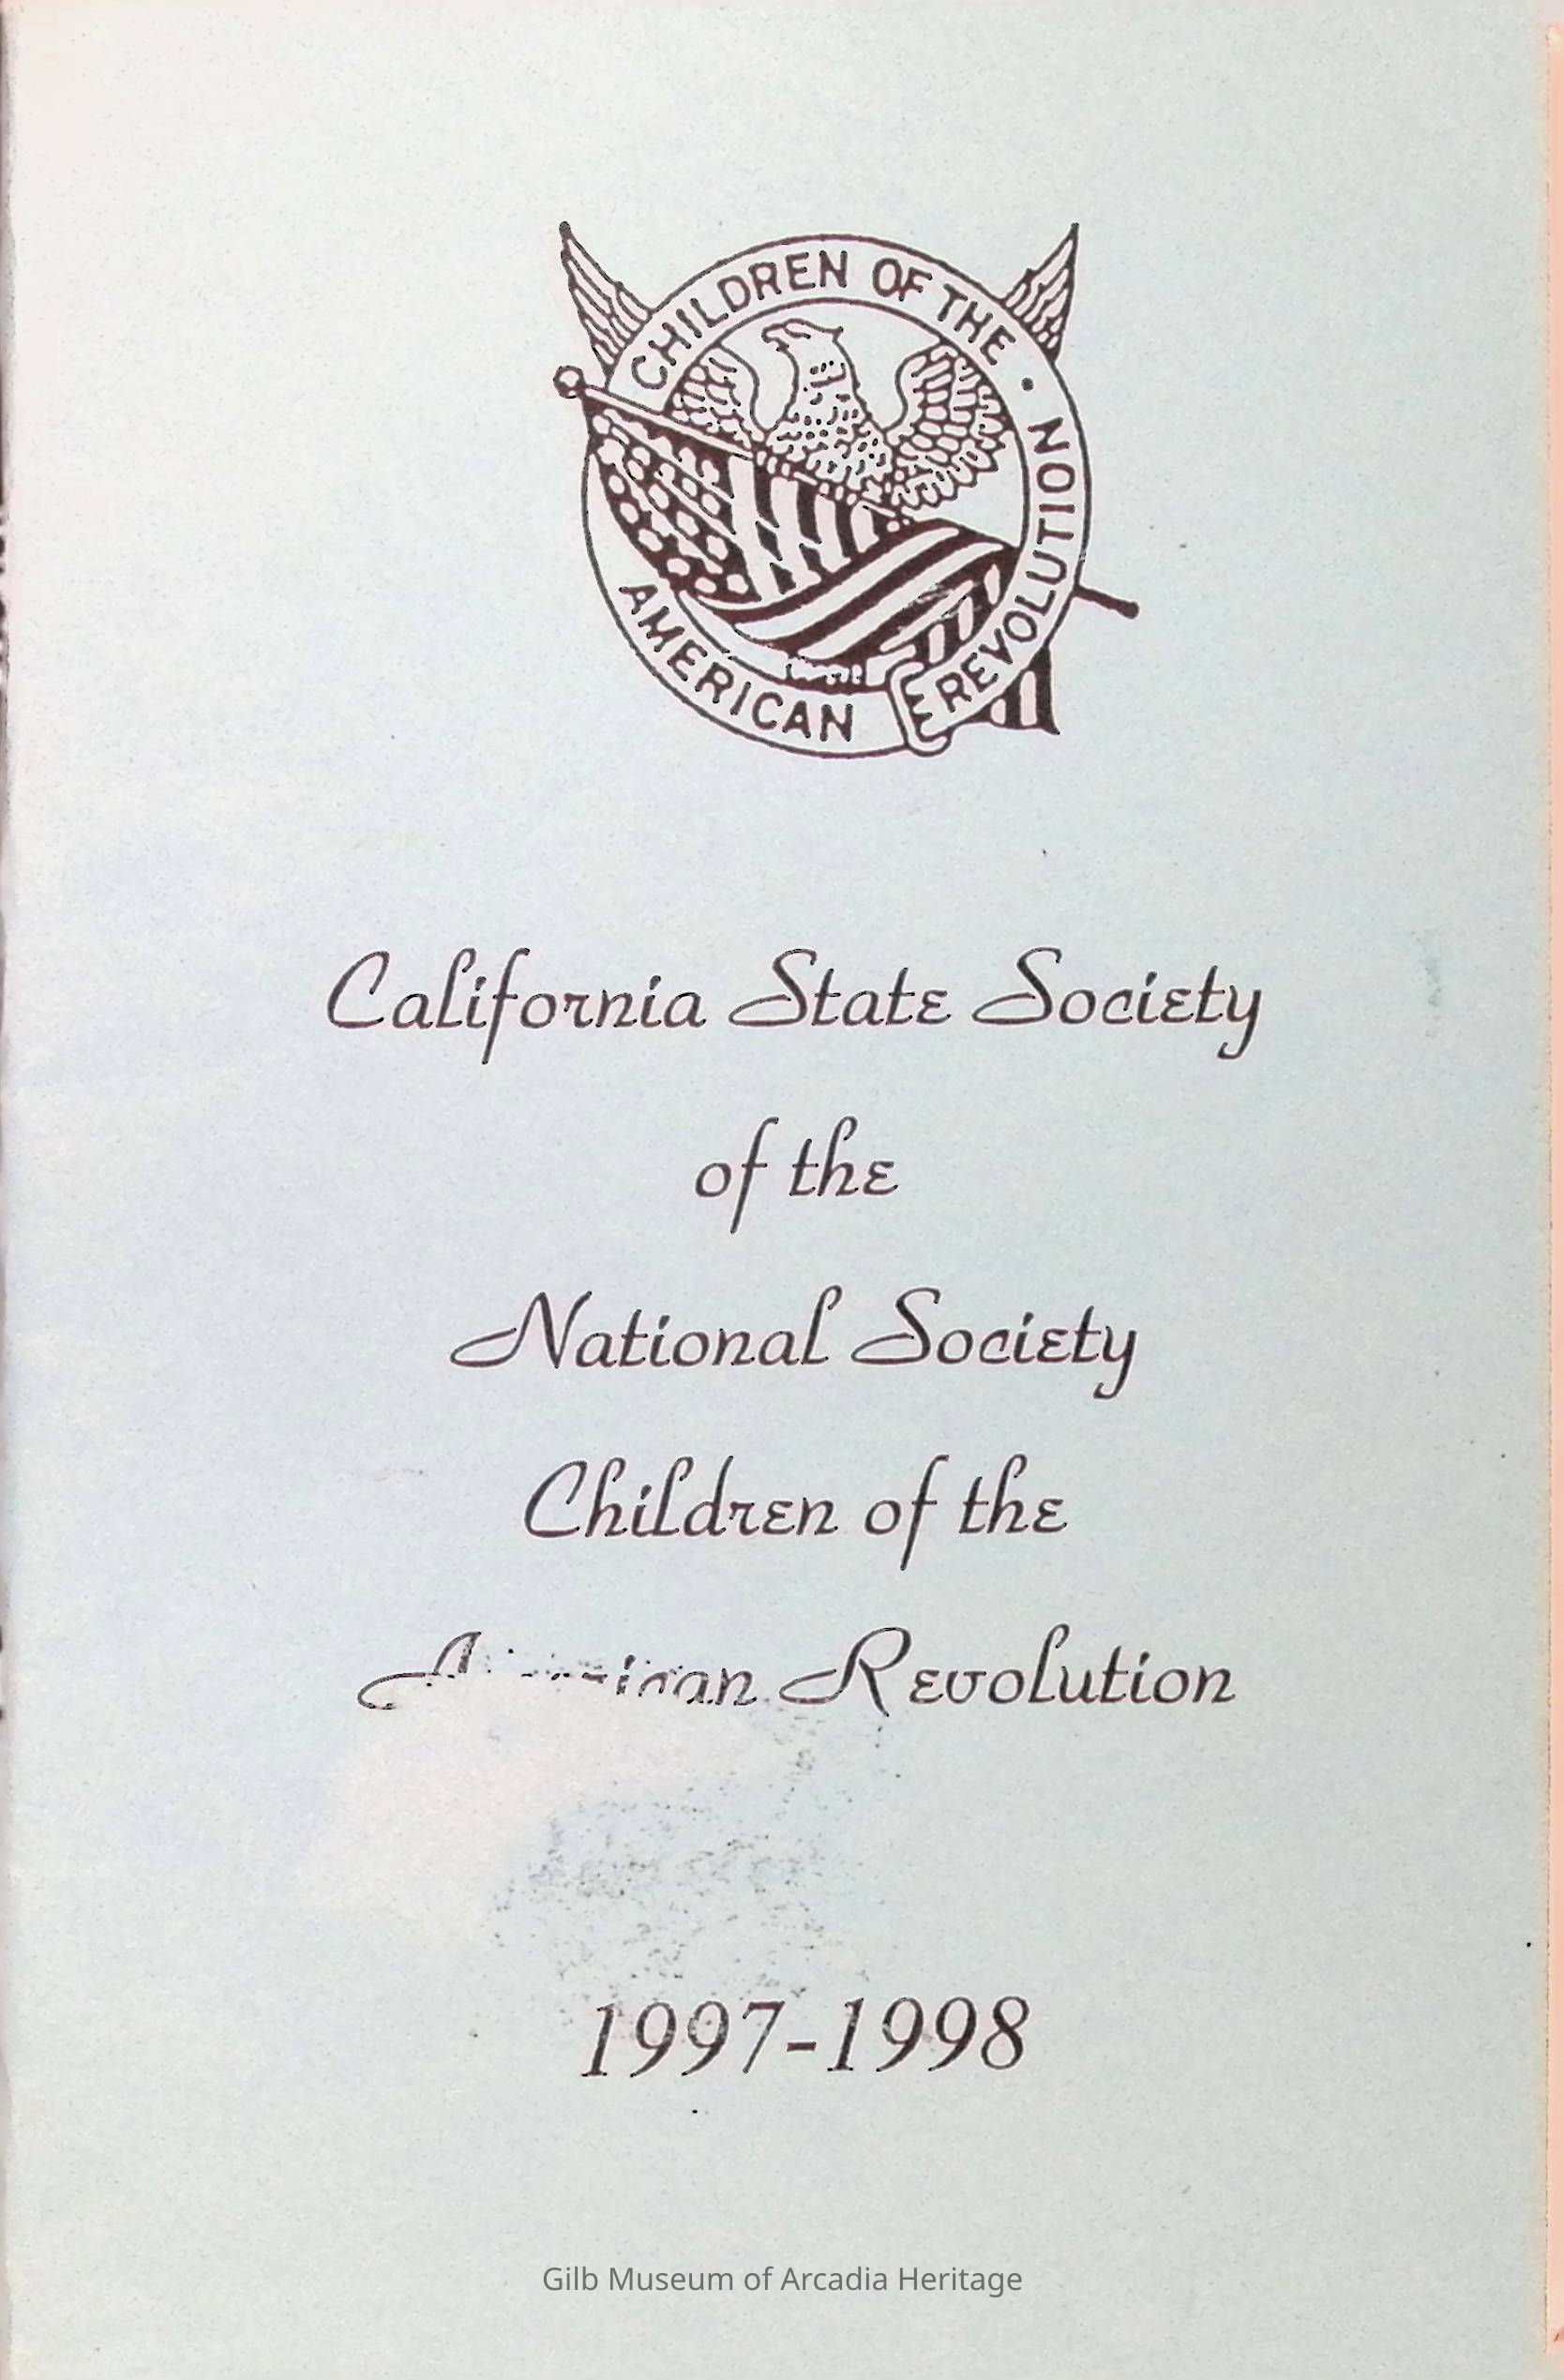 CHILDREN OF THE · REVOLUTION
AMERICAN
California State Society
of the
National Society
Children of the
American Revolution
1997-1998
Gilb Museum of Arcadia Heritage